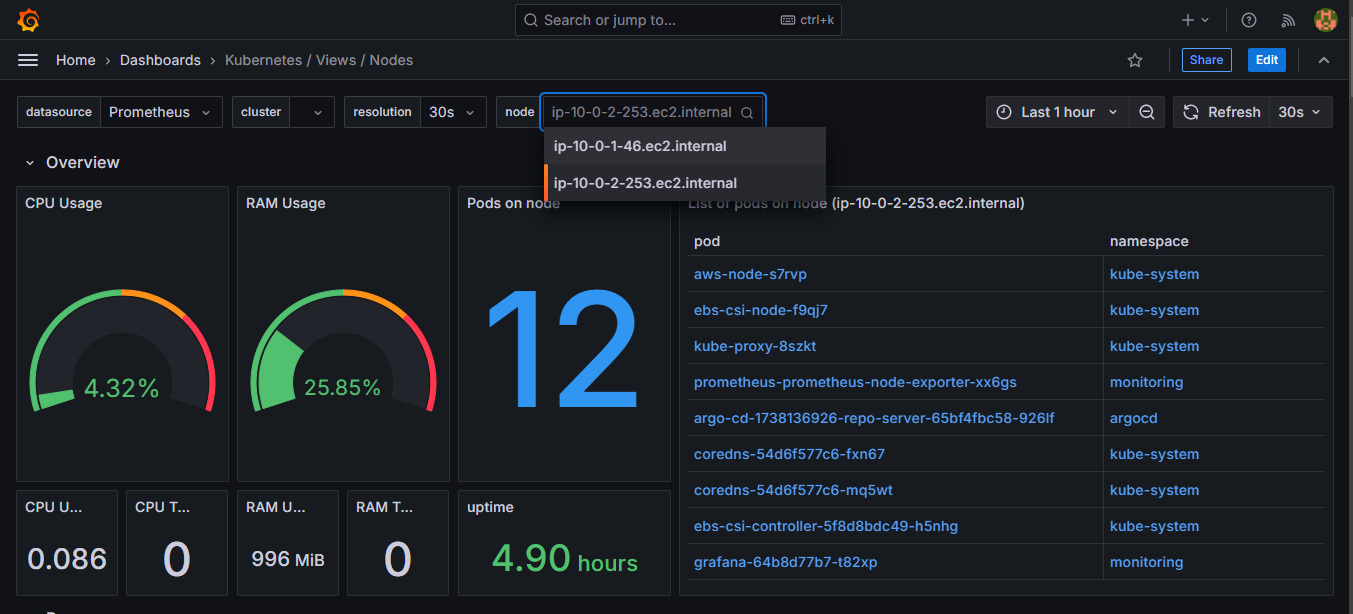 Search or jump to... ctrl+k
Home › Dashboards › Kubernetes / Views / Nodes Share Edit
datasource Prometheus cluster resolution 30s node ip-10-0-2-253.ec2.internal Last 1 hour Refresh 30s
ip-10-0-1-46.ec2.internal
ip-10-0-2-253.ec2.internal
Overview
CPU Usage
4.32%
RAM Usage
25.85%
Pods on node
12
List of pods on node (ip-10-0-2-253.ec2.internal)
pod namespace
aws-node-s7rvp kube-system
ebs-csi-node-f9qj7 kube-system
kube-proxy-8szkt kube-system
prometheus-prometheus-node-exporter-xx6gs monitoring
argo-cd-1738136926-repo-server-65bf4fbc58-926lf argocd
coredns-54d6f577c6-fxn67 kube-system
coredns-54d6f577c6-mq5wt kube-system
ebs-csi-controller-5f8d8bdc49-h5nhg kube-system
grafana-64b8d77b7-t82xp monitoring
CPU U...
0.086
CPU T...
0
RAM U...
996 MiB
RAM T...
0
uptime
4.90 hours